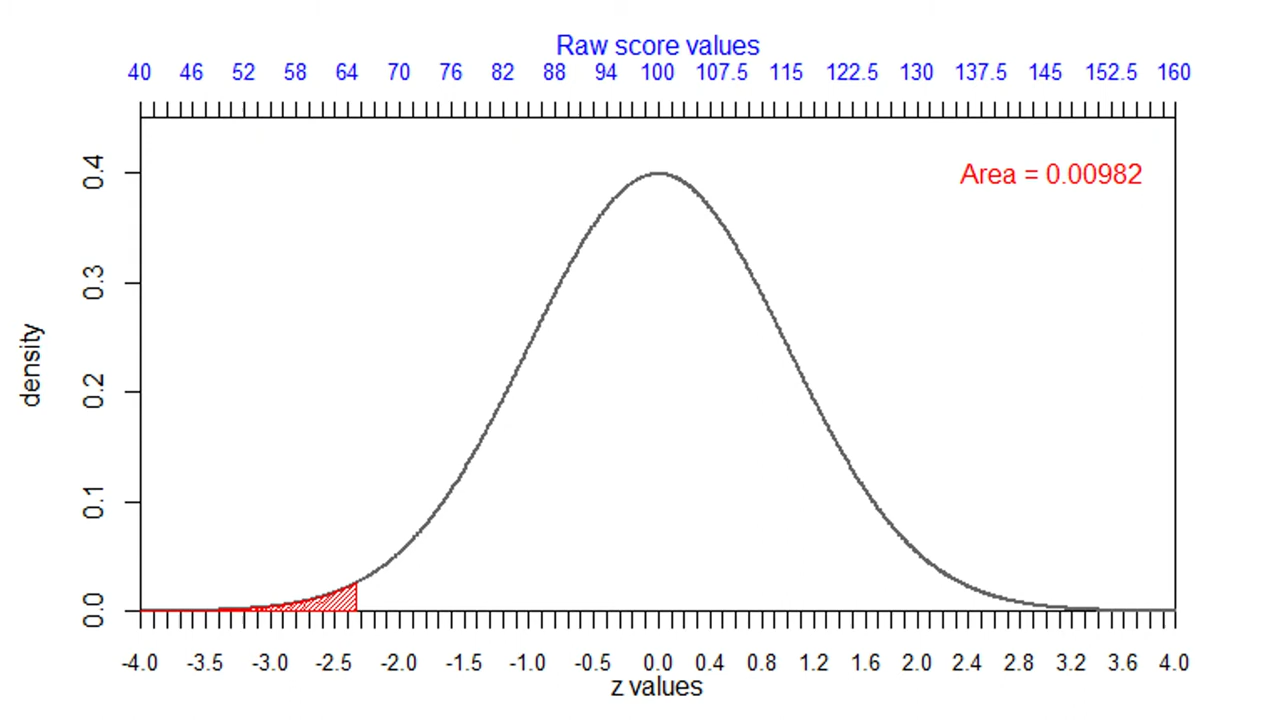 Raw score values
40 46 52 58 64 70 76 82 88 94 100 107.5 115 122.5 130 137.5 145 152.5 160
Area = 0.00982
0.4
0.3
0.2
0.1
0.0
density
-4.0 -3.5 -3.0 -2.5 -2.0 -1.5 -1.0 -0.5 0.0 0.4 0.8 1.2 1.6 2.0 2.4 2.8 3.2 3.6 4.0
z values